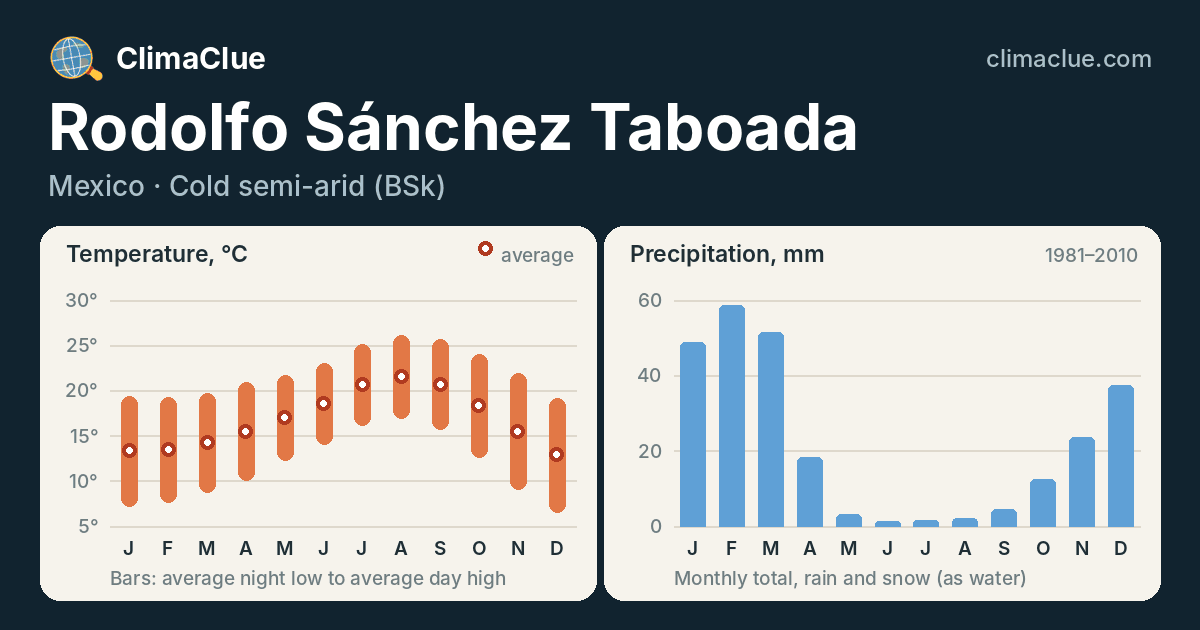 ClimaClue
climaclue.com
Rodolfo Sánchez Taboada
Mexico · Cold semi-arid (BSk)
Temperature, °C
average
30°
25°
20°
15°
10°
5°
J F M A M J J A S O N D
Bars: average night low to average day high
Precipitation, mm
1981–2010
60
40
20
0
J F M A M J J A S O N D
Monthly total, rain and snow (as water)